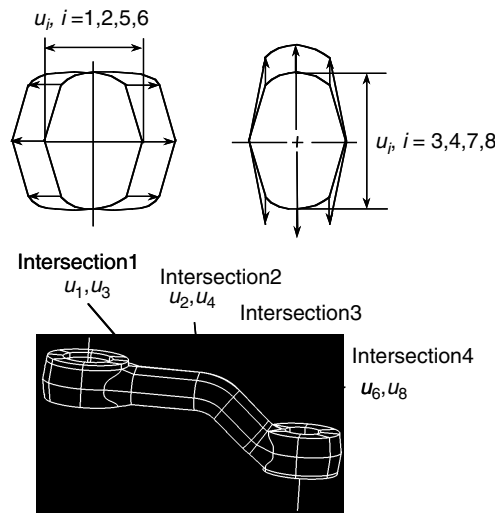 u_i, i =1,2,5,6
u_i, i = 3,4,7,8
Intersection1
u_1,u_3
Intersection2
u_2,u_4
Intersection3
Intersection4
u_6,u_8